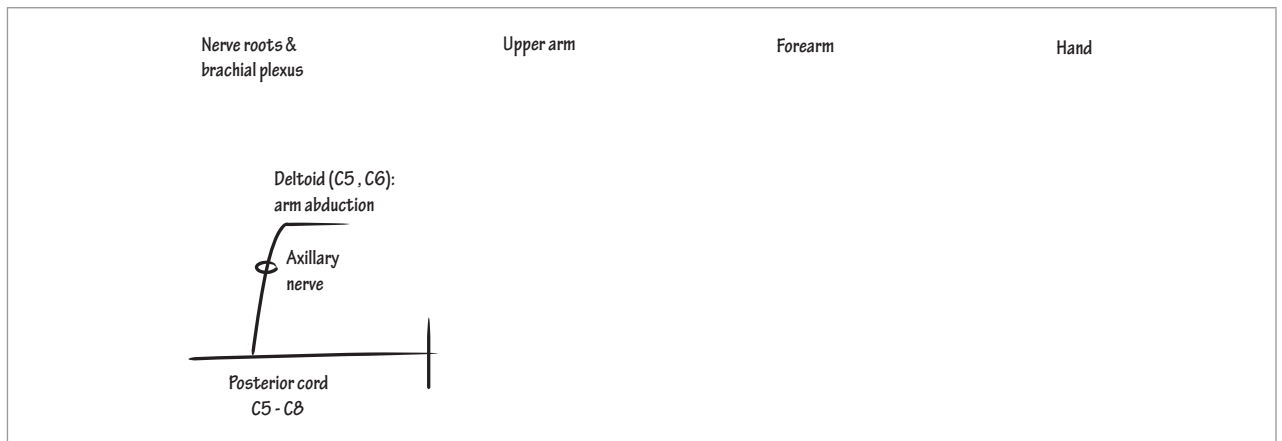 Nerve roots &
brachial plexus
Upper arm
Forearm
Hand
Deltoid (C5 , C6):
arm abduction
Axillary
nerve
Posterior cord
C5 - C8